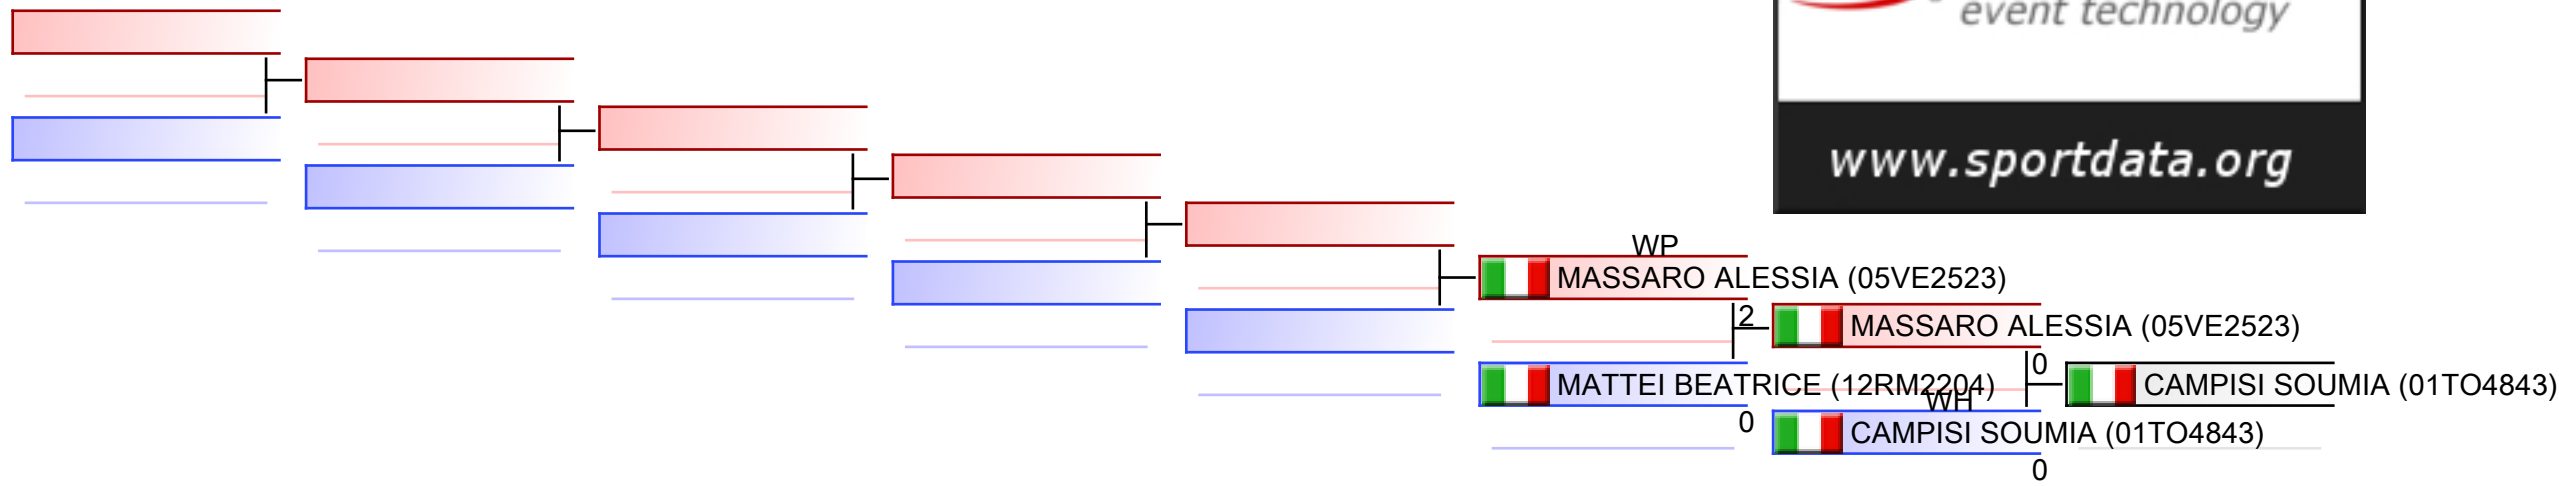 event technology
www.sportdata.org
WP
MASSARO ALESSIA (05VE2523)
2
MASSARO ALESSIA (05VE2523)
0
MATTEI BEATRICE (12RM2204)
CAMPISI SOUMIA (01TO4843)
WH
0
CAMPISI SOUMIA (01TO4843)
0